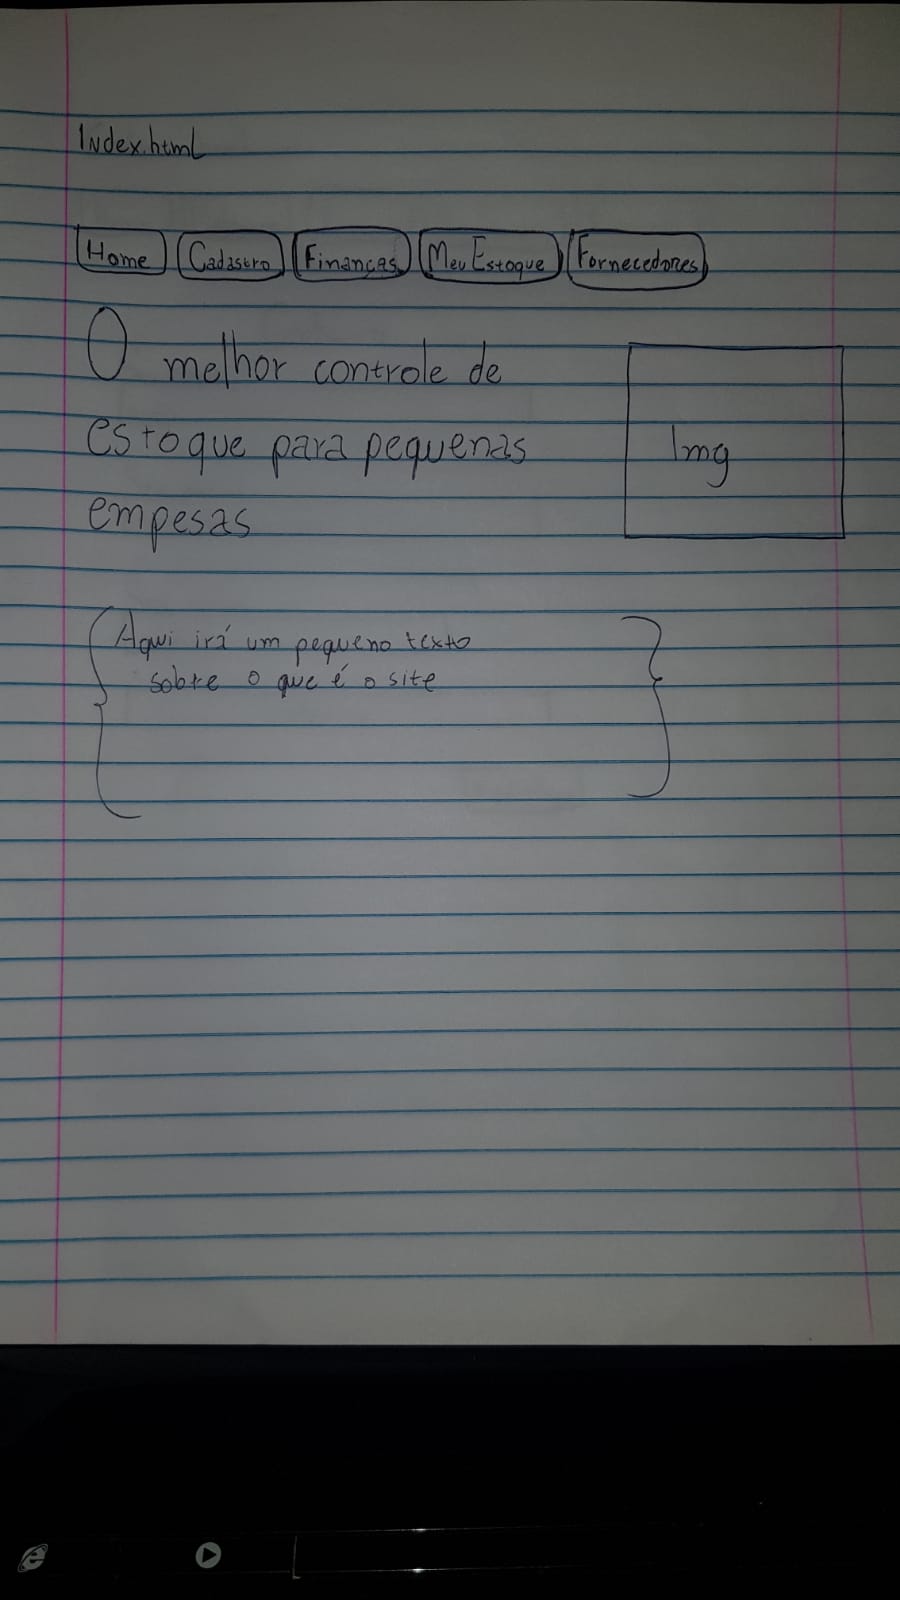 Index.html
Home Cadastro Finanças Meu Estoque Fornecedores
O melhor controle de
estoque para pequenas
empesas
Img
Aqui irá um pequeno texto
sobre o que é o site